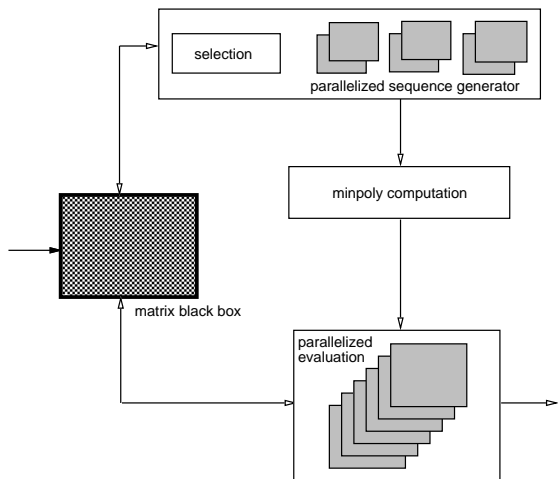 selection
parallelized sequence generator
minpoly computation
matrix black box
parallelized
evaluation